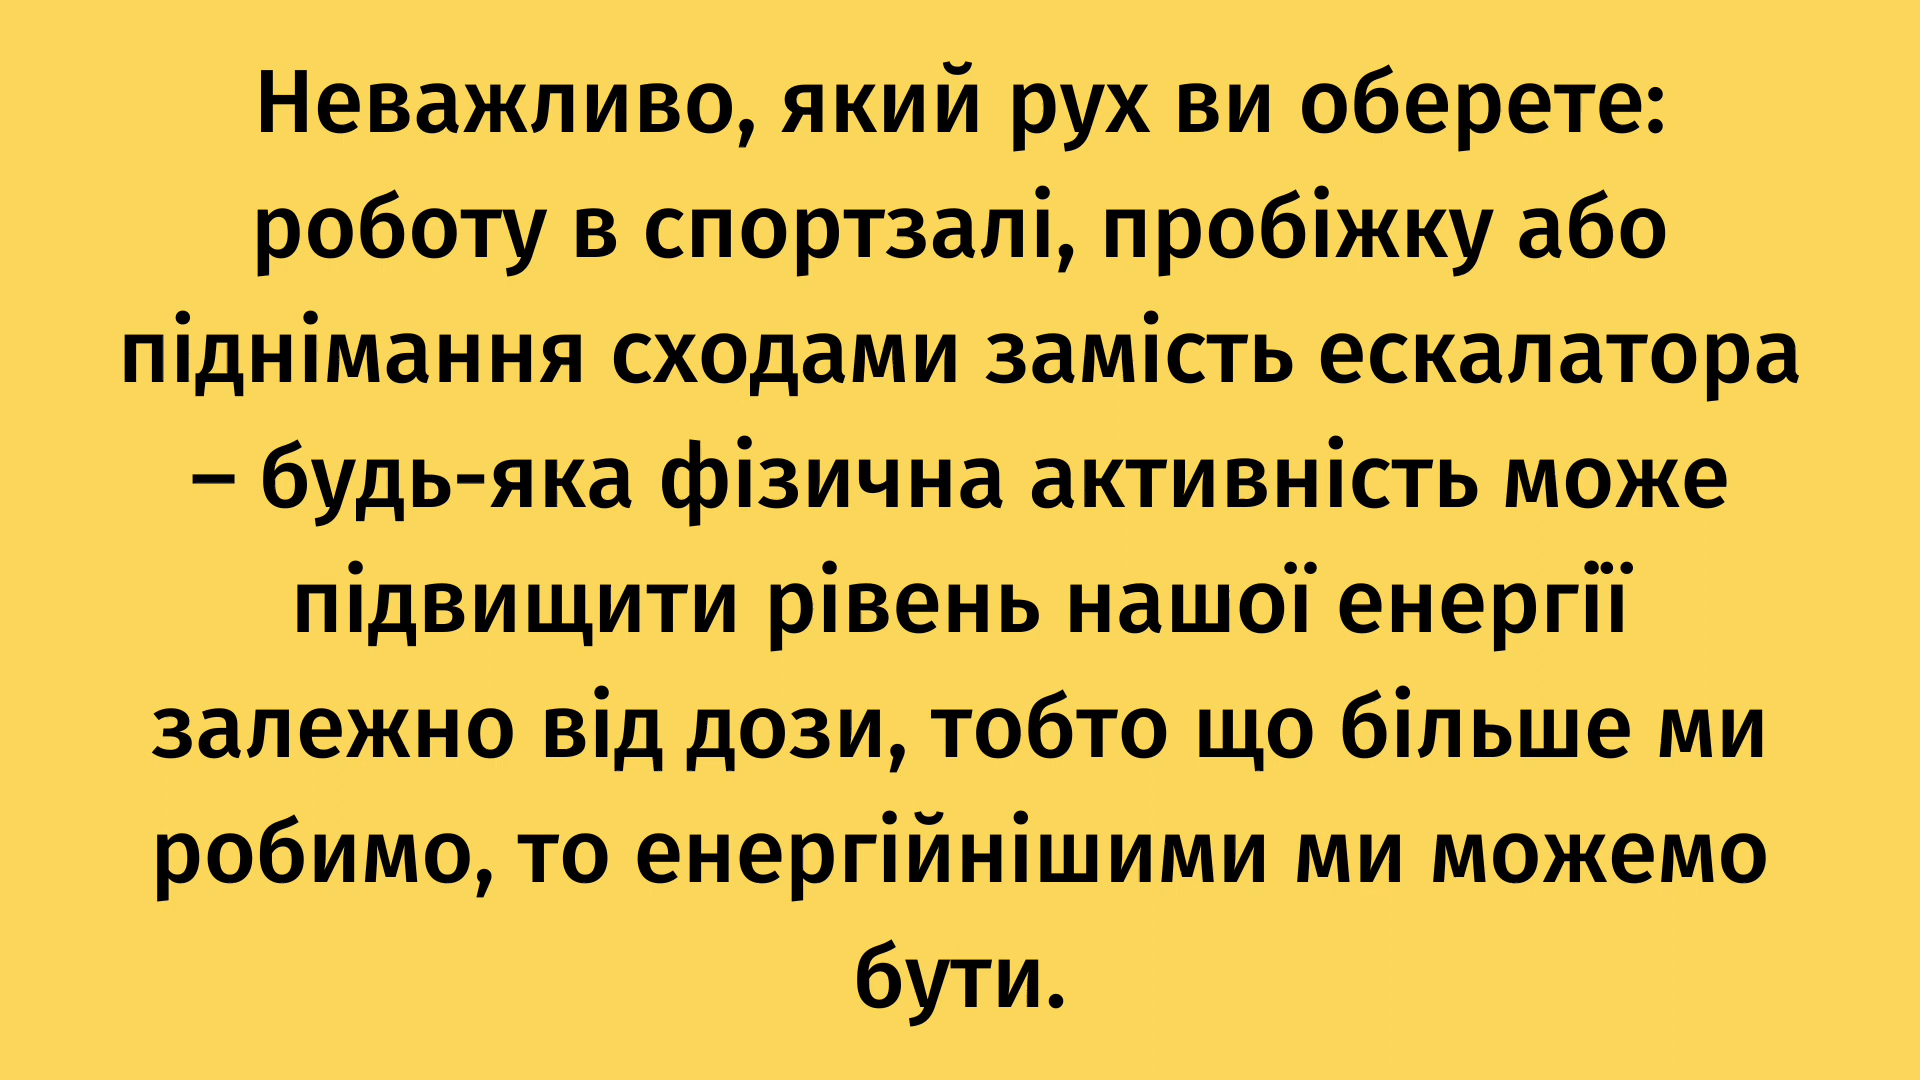 Неважливо, який рух ви оберете:
роботу в спортзалі, пробіжку або
піднімання сходами замість ескалатора
– будь-яка фізична активність може
підвищити рівень нашої енергії
залежно від дози, тобто що більше ми
робимо, то енергійнішими ми можемо
бути.